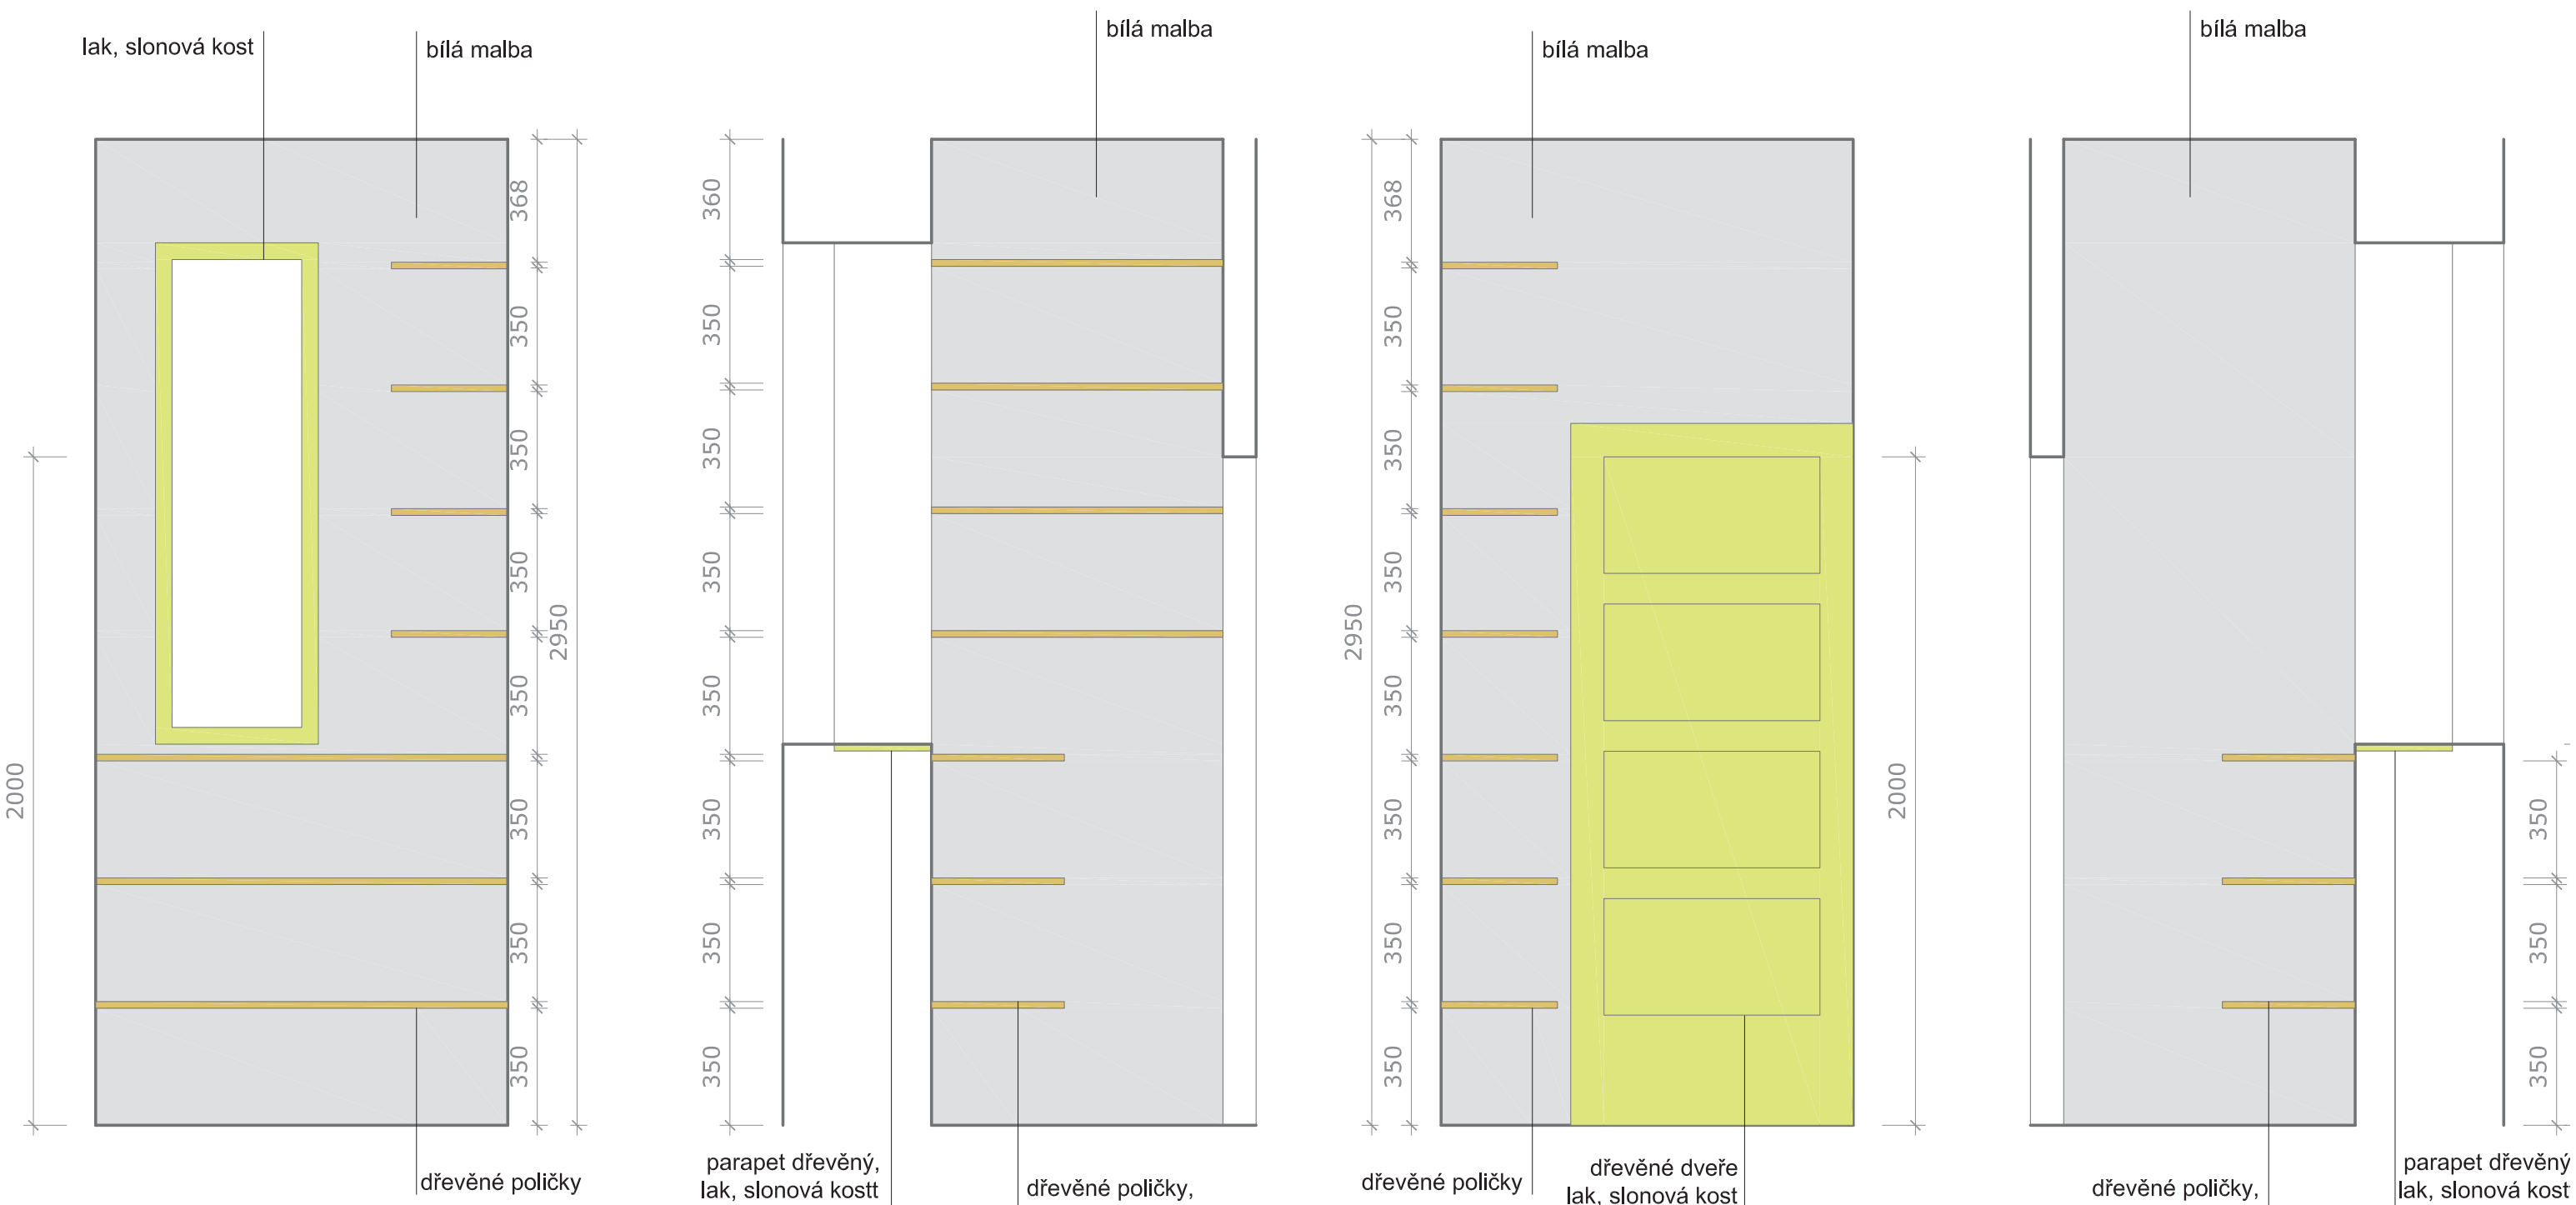 lak, slonová kost
bílá malba
368
350
350
350
350
350
350
350
2950
2000
dřevěné poličky
bílá malba
360
350
350
350
350
350
350
350
parapet dřevěný,
lak, slonová kostt
dřevěné poličky,
bílá malba
368
350
350
350
350
350
350
350
2950
2000
dřevěné poličky
dřevěné dveře
lak, slonová kost
bílá malba
350
350
350
dřevěné poličky,
parapet dřevěný
lak, slonová kost